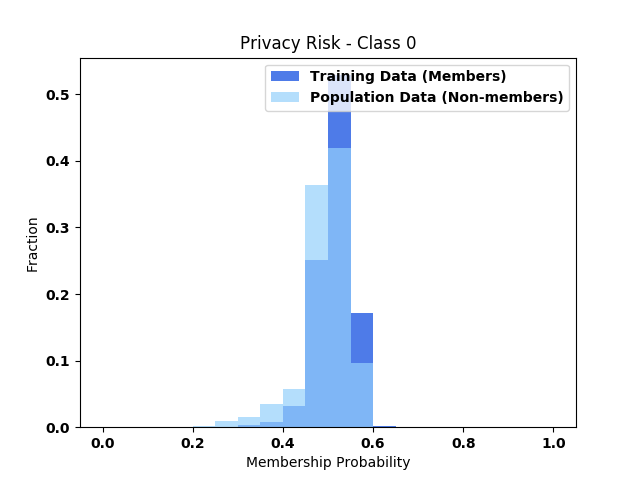 Privacy Risk - Class 0
Training Data (Members)
Population Data (Non-members)
0.5
0.4
0.3
0.2
0.1
0.0
Fraction
0.0 0.2 0.4 0.6 0.8 1.0
Membership Probability